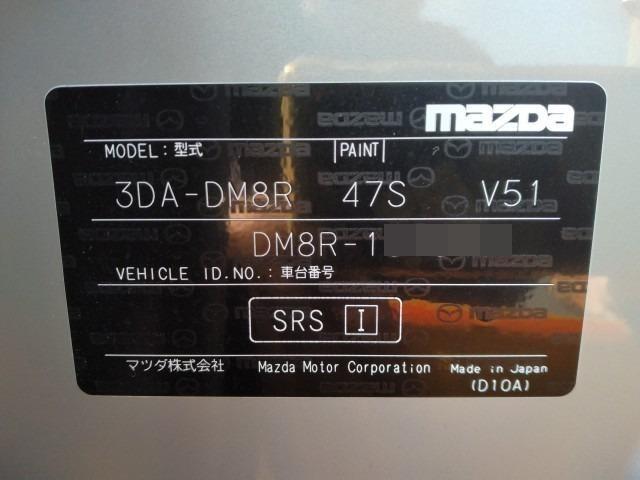 mazda
MODEL：型式 PAINT
3DA-DM8R 47S V51
DM8R-1
VEHICLE ID.NO.：車台番号
SRS I
マツダ株式会社 Mazda Motor Corporation Made in Japan
(D10A)